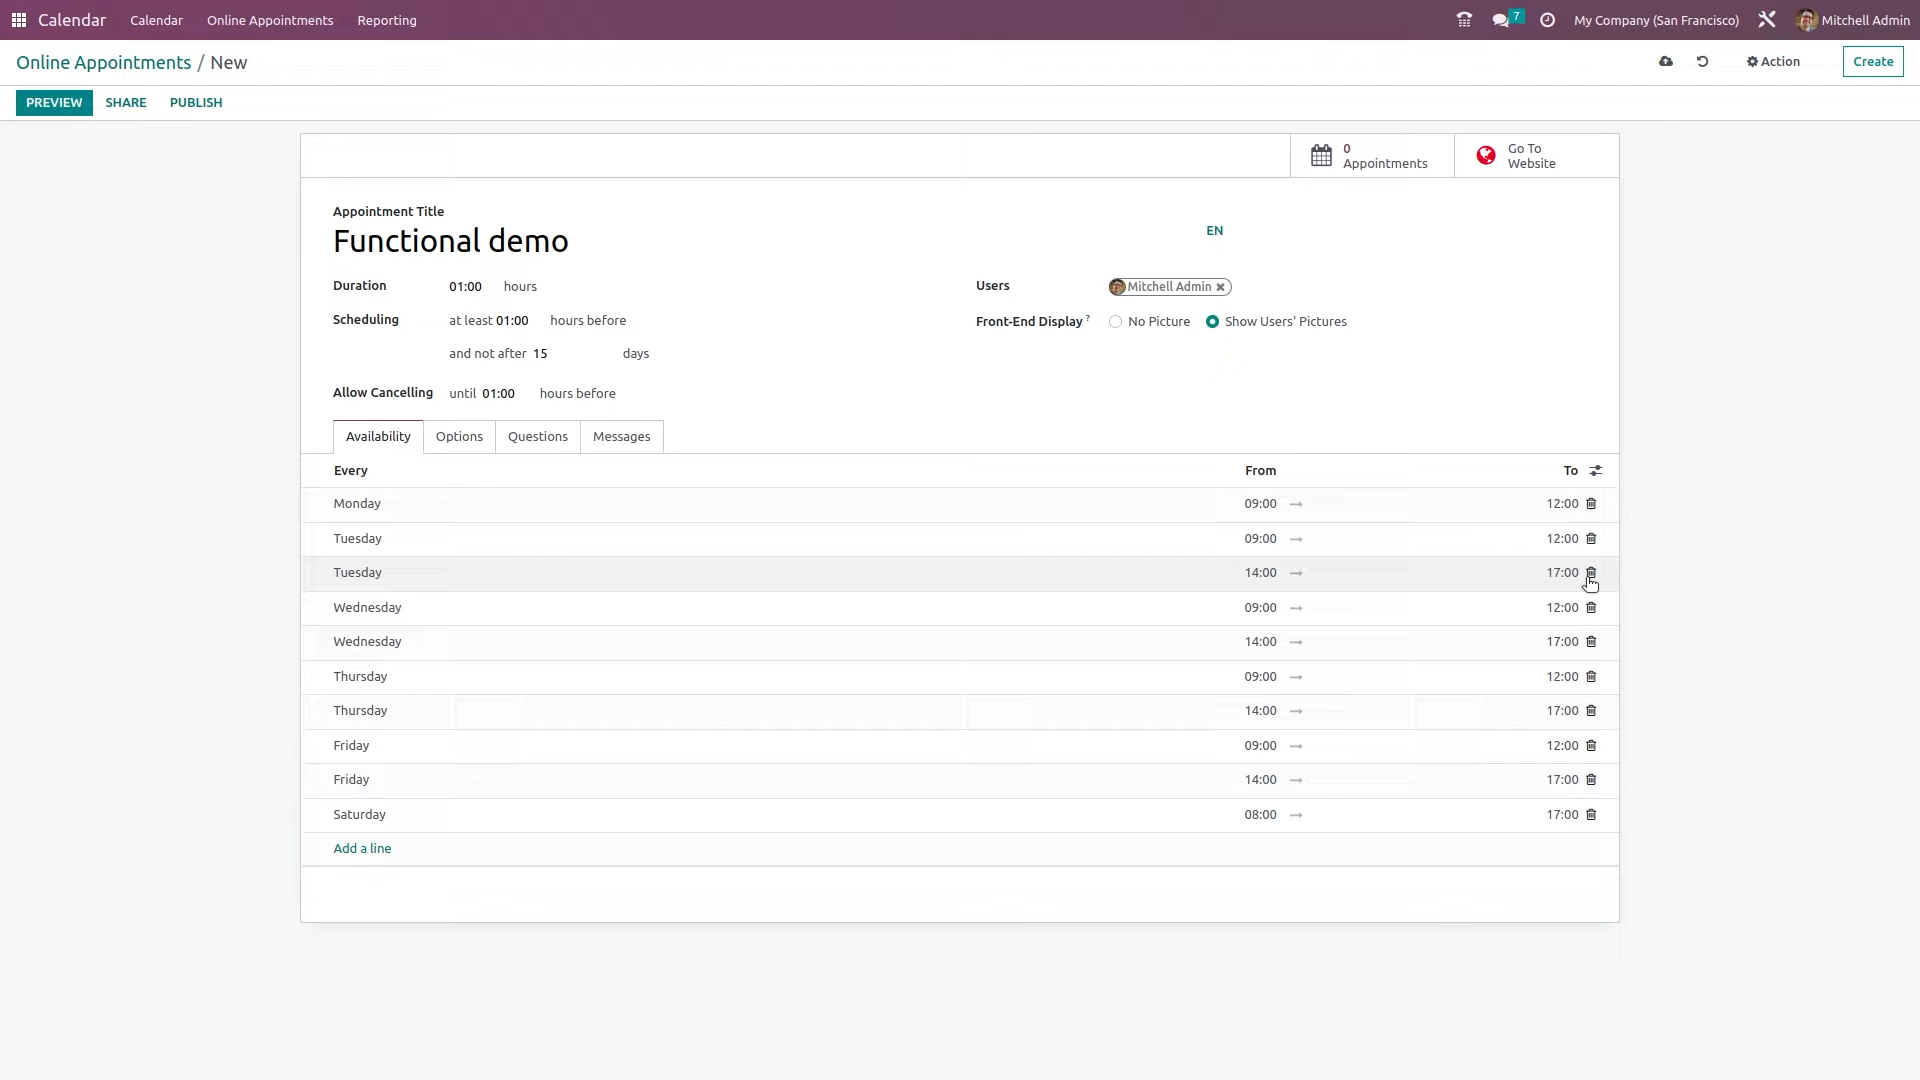 Calendar Calendar Online Appointments Reporting 7 My Company (San Francisco) Mitchell Admin
Online Appointments / New Action Create
PREVIEW SHARE PUBLISH
0
Appointments
Go To
Website
Appointment Title
Functional demo EN
Duration 01:00 hours Users Mitchell Admin
Scheduling at least 01:00 hours before Front-End Display ? No Picture Show Users' Pictures
and not after 15 days
Allow Cancelling until 01:00 hours before
Availability Options Questions Messages
Every From To
Monday 09:00 → 12:00
Tuesday 09:00 → 12:00
Tuesday 14:00 → 17:00
Wednesday 09:00 → 12:00
Wednesday 14:00 → 17:00
Thursday 09:00 → 12:00
Thursday 14:00 → 17:00
Friday 09:00 → 12:00
Friday 14:00 → 17:00
Saturday 08:00 → 17:00
Add a line